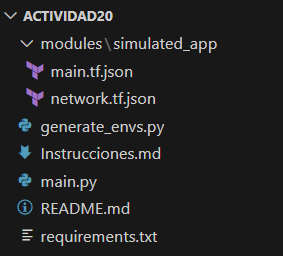 ACTIVIDAD20
modules\simulated_app
main.tf.json
network.tf.json
generate_envs.py
Instrucciones.md
main.py
README.md
requirements.txt